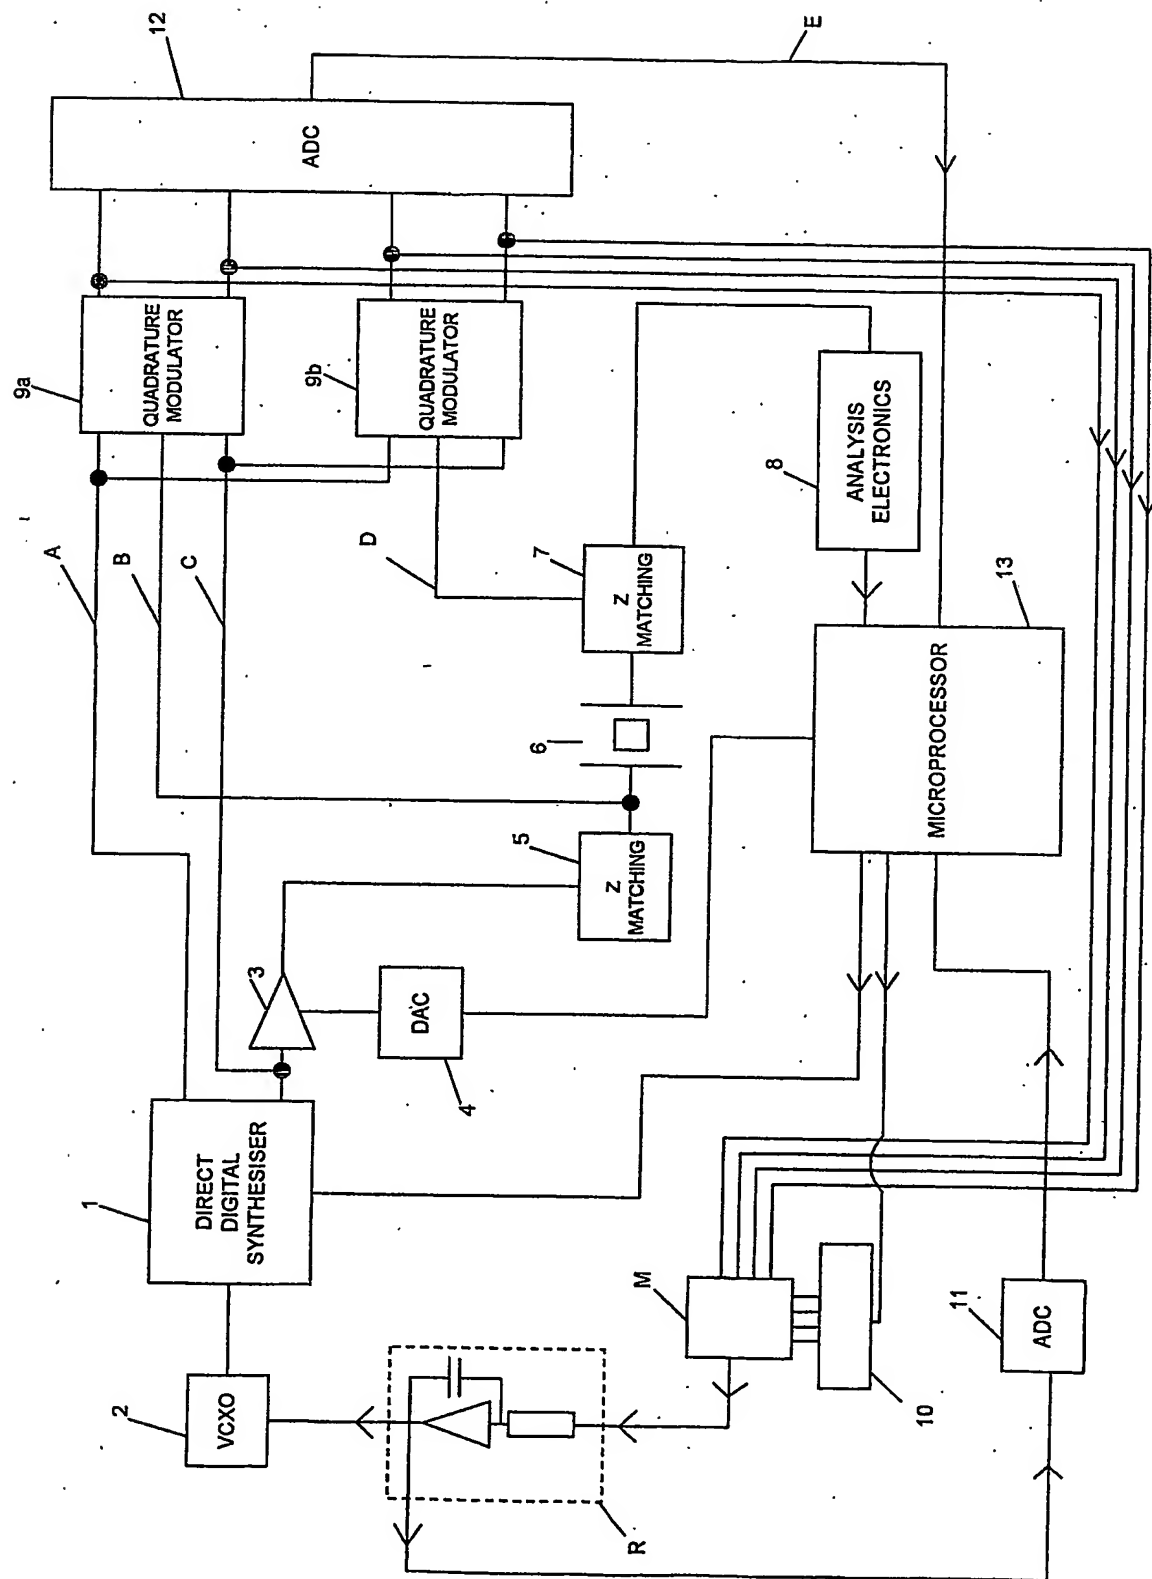 12
E
ADC
9a
QUADRATURE
MODULATOR
9b
QUADRATURE
MODULATOR
A
B
C
D
7
Z
MATCHING
8
ANALYSIS
ELECTRONICS
6
5
Z
MATCHING
13
MICROPROCESSOR
3
DAC
4
1
DIRECT
DIGITAL
SYNTHESISER
2
VCXO
M
10
11
ADC
R